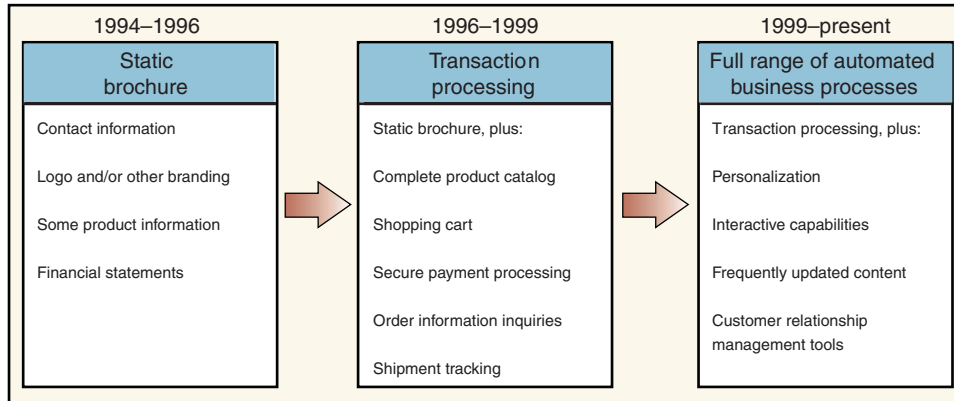 1994–1996
Static
brochure
Contact information
Logo and/or other branding
Some product information
Financial statements
1996–1999
Transaction
processing
Static brochure, plus:
Complete product catalog
Shopping cart
Secure payment processing
Order information inquiries
Shipment tracking
1999–present
Full range of automated
business processes
Transaction processing, plus:
Personalization
Interactive capabilities
Frequently updated content
Customer relationship
management tools